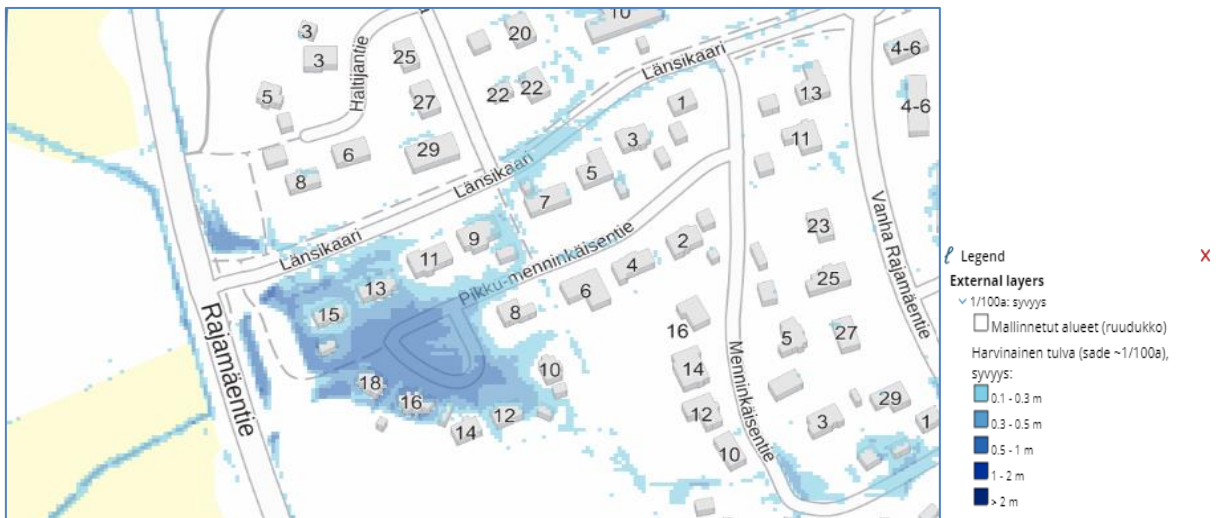 10
3
20
4-6
3
25
Länsikaari
Haltijantie
22
22
13
5
27
1
4-6
3
11
6
29
5
8
Länsikaari
7
Vanha Rajamäentie
9
Pikku-menninkäisentie
2
23
Länsikaari
11
4
13
6
25
15
8
16
27
5
Rajamäentie
10
14
Menninkäisentie
18
16
12
12
29
3
1
14
10
Legend
X
External layers
1/100a: syvyys
Mallinnetut alueet (ruudukko)
Harvinainen tulva (sade ~1/100a),
syvyys:
0.1 - 0.3 m
0.3 - 0.5 m
0.5 - 1 m
1 - 2 m
> 2 m